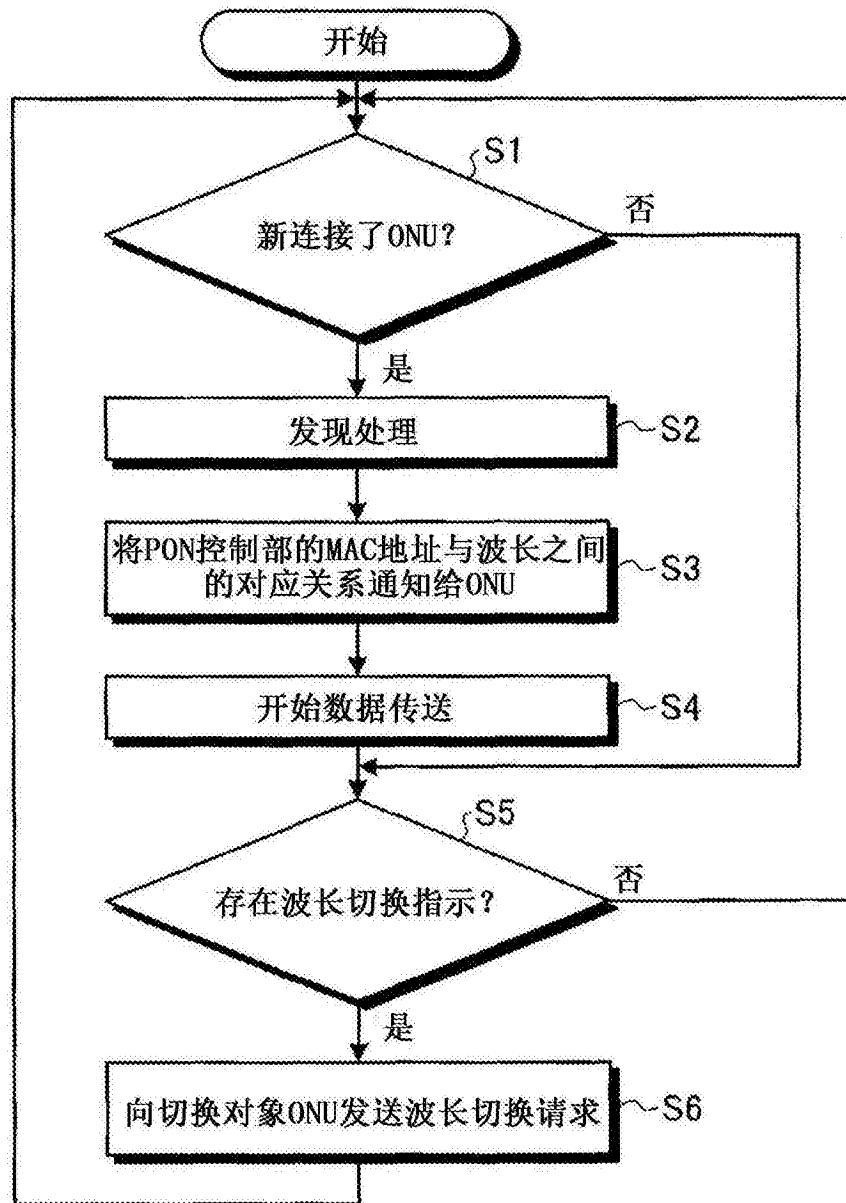 开始
S1
新连接了ONU？
否
是
发现处理
S2
将PON控制部的MAC地址与波长之间
的对应关系通知给ONU
S3
开始数据传送
S4
S5
存在波长切换指示？
否
是
向切换对象ONU发送波长切换请求
S6